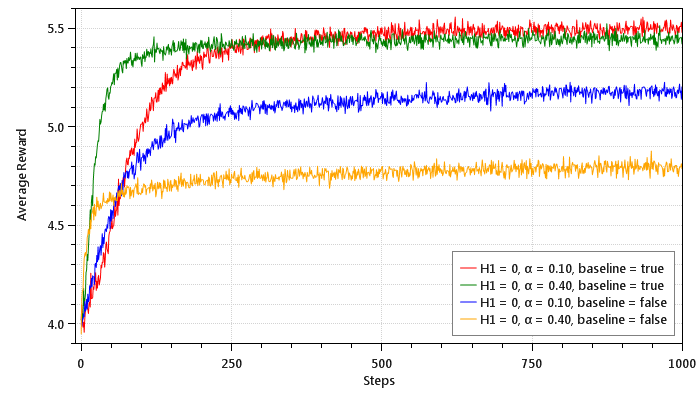 5.5
5.0
4.5
4.0
Average Reward
H1 = 0, α = 0.10, baseline = true
H1 = 0, α = 0.40, baseline = true
H1 = 0, α = 0.10, baseline = false
H1 = 0, α = 0.40, baseline = false
0 250 500 750 1000
Steps